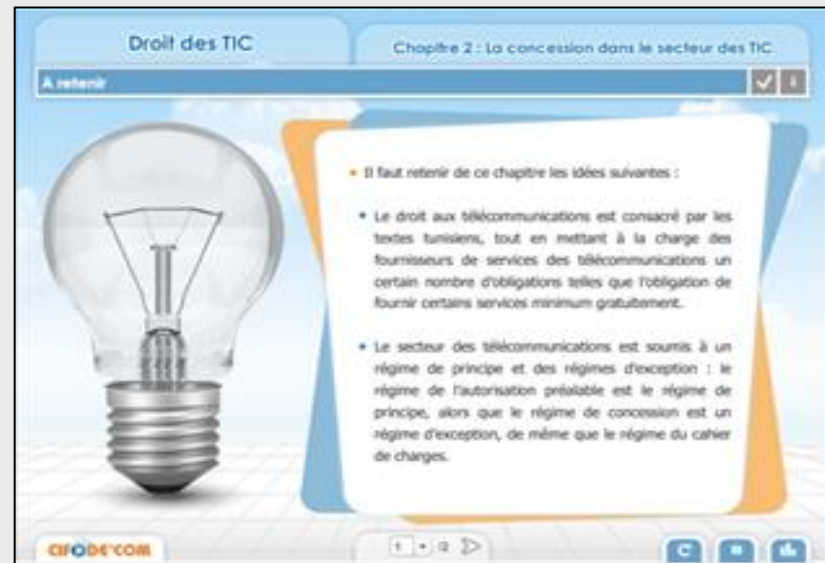 Droit des TIC
Chapitre 2 : La concession dans le secteur des TIC
A retenir
Il faut retenir de ce chapitre les idées suivantes :
Le droit aux télécommunications est consacré par les
textes tunisiens, tout en mettant à la charge des
fournisseurs de services des télécommunications un
certain nombre d'obligations telles que l'obligation de
fournir certains services minimum gratuitement.
Le secteur des télécommunications est soumis à un
régime de principe et des régimes d'exception : le
régime de l'autorisation préalable est le régime de
principe, alors que le régime de concession est un
régime d'exception, de même que le régime du cahier
de charges.
CIFODE'COM
1 /2